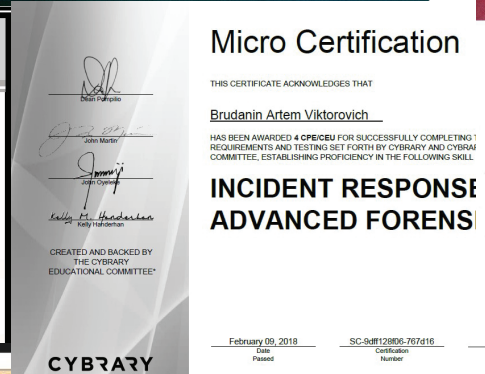 Micro Certification
THIS CERTIFICATE ACKNOWLEDGES THAT
Brudanin Artem Viktorovich
HAS BEEN AWARDED 4 CPE/CEU FOR SUCCESSFULLY COMPLETING
REQUIREMENTS AND TESTING SET FORTH BY CYBRARY AND CYBRAR
COMMITTEE, ESTABLISHING PROFICIENCY IN THE FOLLOWING SKILL
INCIDENT RESPONSE
ADVANCED FORENS
February 09, 2018
Date
Passed
SC-9dff128f06-767d16
Certification
Number
Dean Pompilio
John Martin
John Oyeleke
Kelly M. Handerhan
Kelly Handerhan
CREATED AND BACKED BY
THE CYBRARY
EDUCATIONAL COMMITTEE*
CYBRARY